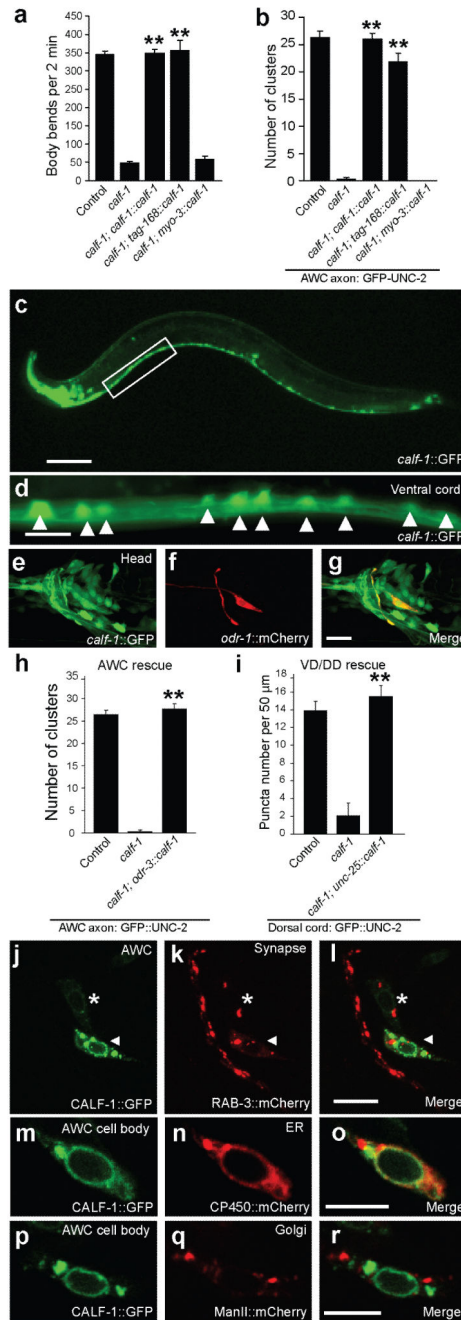 a
b
Body bends per 2 min
400
350
300
250
200
150
100
50
0
**
**
Control
calf-1
calf-1; calf-1::calf-1
calf-1; tag-168::calf-1
calf-1; myo-3::calf-1
Number of clusters
30
25
20
15
10
5
0
**
**
Control
calf-1
calf-1; calf-1::calf-1
calf-1; tag-168::calf-1
calf-1; myo-3::calf-1
AWC axon: GFP-UNC-2
c
calf-1::GFP
d
Ventral cord
calf-1::GFP
e
Head
calf-1::GFP
f
odr-1::mCherry
g
Merge
h
AWC rescue
Number of clusters
35
30
25
20
15
10
5
0
**
Control
calf-1
calf-1; odr-3::calf-1
AWC axon: GFP::UNC-2
i
VD/DD rescue
Puncta number per 50 µm
18
16
14
12
10
8
6
4
2
0
**
Control
calf-1
calf-1; unc-25::calf-1
Dorsal cord: GFP::UNC-2
j
AWC
*
CALF-1::GFP
k
Synapse
*
RAB-3::mCherry
l
*
Merge
m
AWC cell body
CALF-1::GFP
n
ER
CP450::mCherry
o
Merge
p
AWC cell body
CALF-1::GFP
q
Golgi
ManII::mCherry
r
Merge